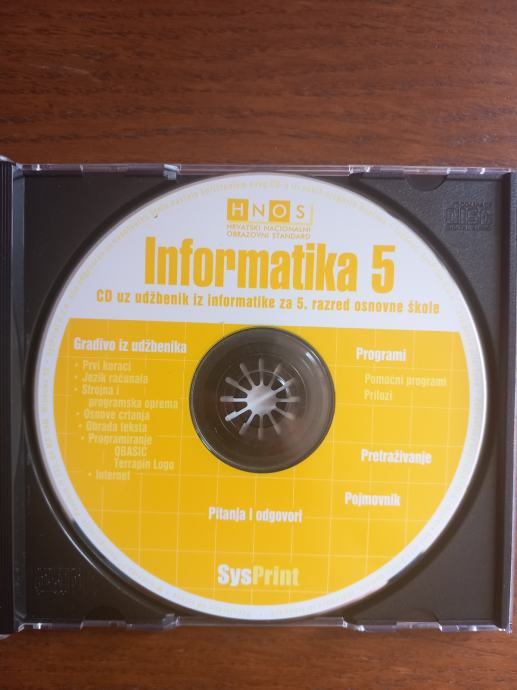 HNOS
HRVATSKI NACIONALNI
OBRAZOVNI STANDARD
Informatika 5
CD uz udžbenik iz informatike za 5. razred osnovne škole
Gradivo iz udžbenika
• Prvi koraci
• Jezik računala
• Strojna i
programska oprema
• Osnove crtanja
• Obrada teksta
• Programiranje
QBASIC
Terrapin Logo
• Internet
Programi
Pomoćni programi
Prilozi
Pretraživanje
Pojmovnik
Pitanja i odgovori
SysPrint